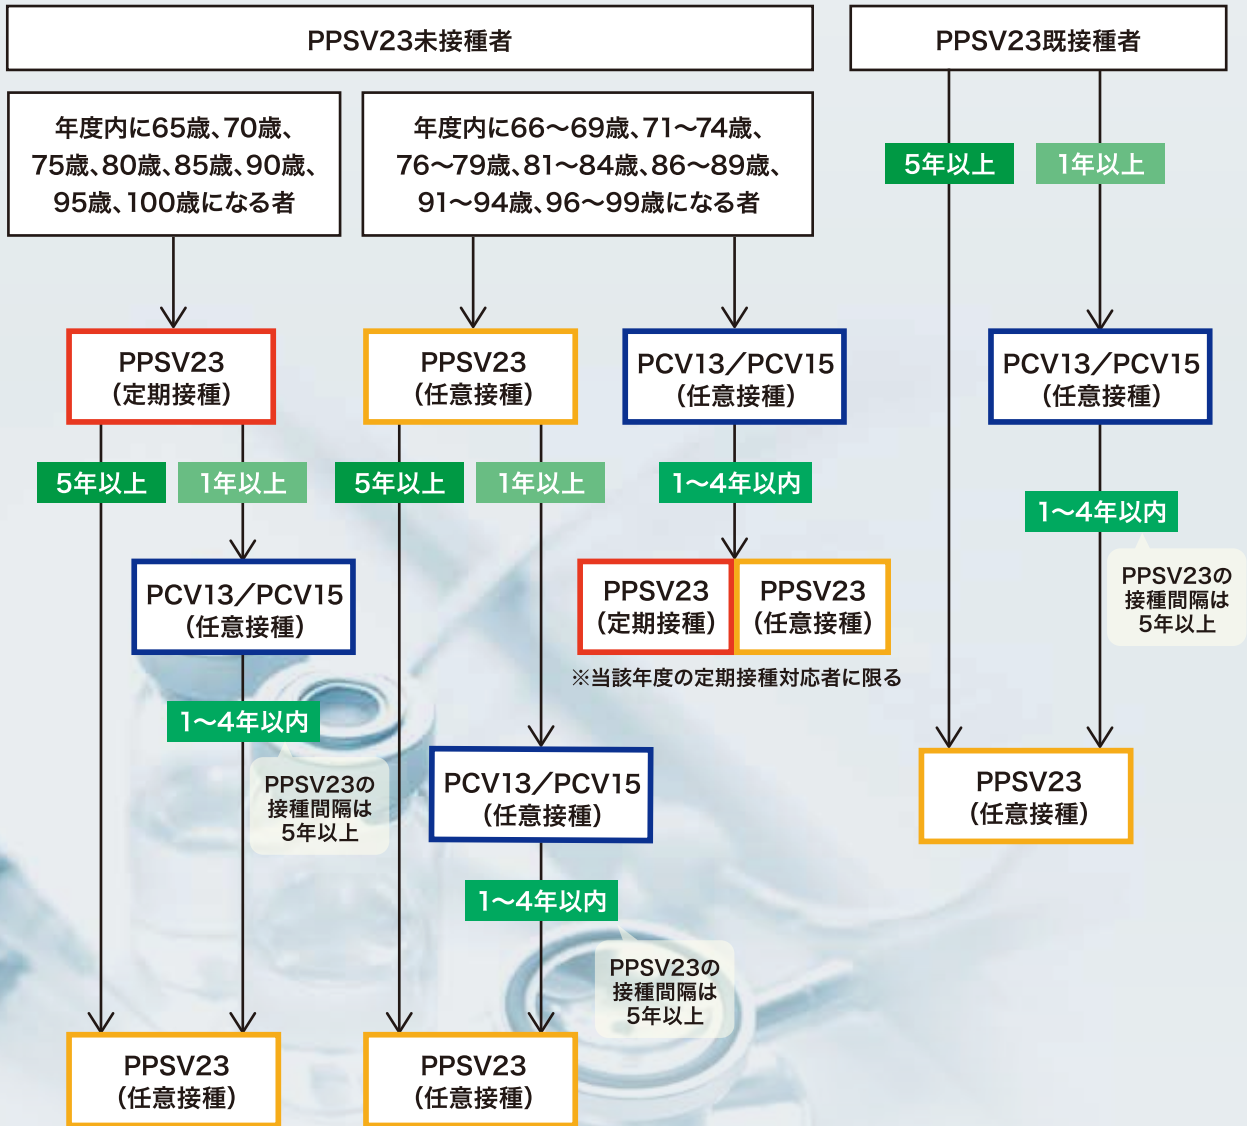 PPSV23未接種者
PPSV23既接種者
年度内に65歳、70歳、
75歳、80歳、85歳、90歳、
95歳、100歳になる者
年度内に66〜69歳、71〜74歳、
76〜79歳、81〜84歳、86〜89歳、
91〜94歳、96〜99歳になる者
5年以上
1年以上
PPSV23
（定期接種）
PPSV23
（任意接種）
PCV13／PCV15
（任意接種）
PCV13／PCV15
（任意接種）
5年以上
1年以上
5年以上
1年以上
1〜4年以内
1〜4年以内
PPSV23の
接種間隔は
5年以上
PCV13／PCV15
（任意接種）
PPSV23
（定期接種）
PPSV23
（任意接種）
※当該年度の定期接種対応者に限る
1〜4年以内
PPSV23の
接種間隔は
5年以上
PCV13／PCV15
（任意接種）
PPSV23
（任意接種）
1〜4年以内
PPSV23の
接種間隔は
5年以上
PPSV23
（任意接種）
PPSV23
（任意接種）